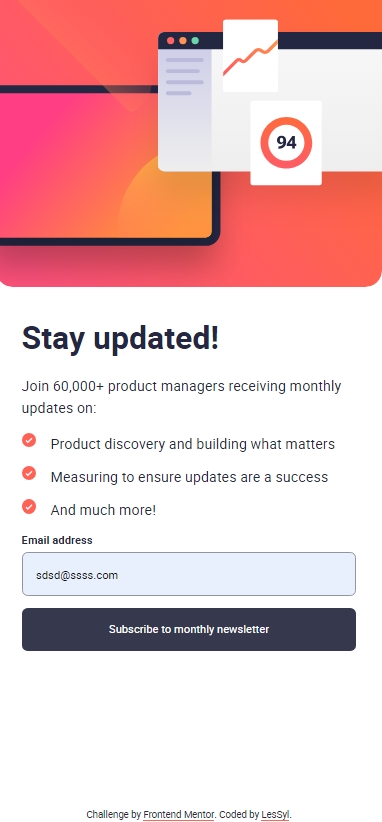 94
Stay updated!
Join 60,000+ product managers receiving monthly
updates on:
Product discovery and building what matters
Measuring to ensure updates are a success
And much more!
Email address
sdsd@ssss.com
Subscribe to monthly newsletter
Challenge by Frontend Mentor. Coded by LesSyl.